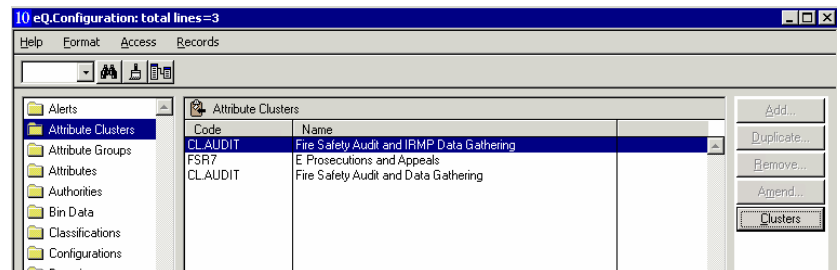 10 eQ.Configuration: total lines=3
Help Format Access Records
Alerts
Attribute Clusters
Attribute Groups
Attributes
Authorities
Bin Data
Classifications
Configurations
Attribute Clusters
Code Name
CL.AUDIT Fire Safety Audit and IRMP Data Gathering
FSR7 E Prosecutions and Appeals
CL.AUDIT Fire Safety Audit and Data Gathering
Add...
Duplicate...
Remove...
Amend...
Clusters